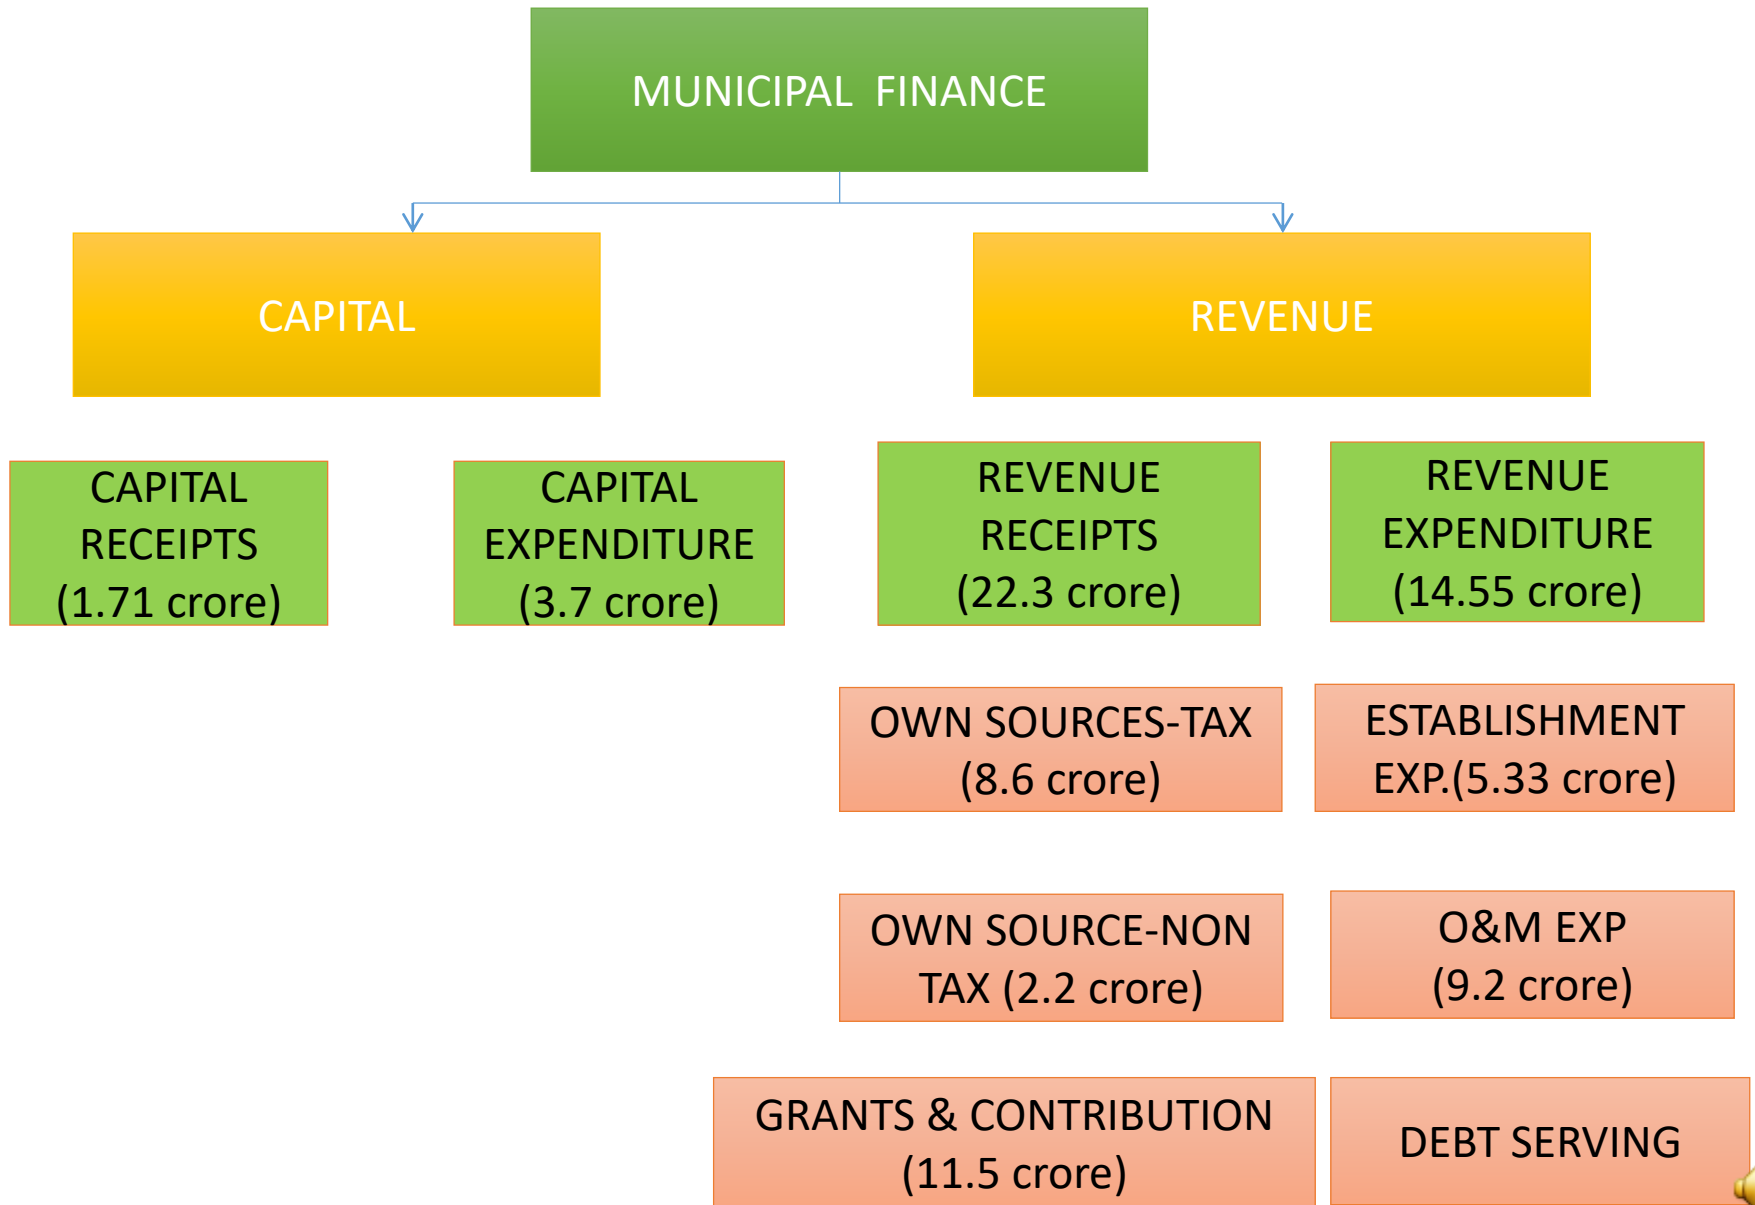 MUNICIPAL FINANCE
CAPITAL
REVENUE
CAPITAL
RECEIPTS
(1.71 crore)
CAPITAL
EXPENDITURE
(3.7 crore)
REVENUE
RECEIPTS
(22.3 crore)
REVENUE
EXPENDITURE
(14.55 crore)
OWN SOURCES-TAX
(8.6 crore)
ESTABLISHMENT
EXP.(5.33 crore)
OWN SOURCE-NON
TAX (2.2 crore)
O&M EXP
(9.2 crore)
GRANTS & CONTRIBUTION
(11.5 crore)
DEBT SERVING